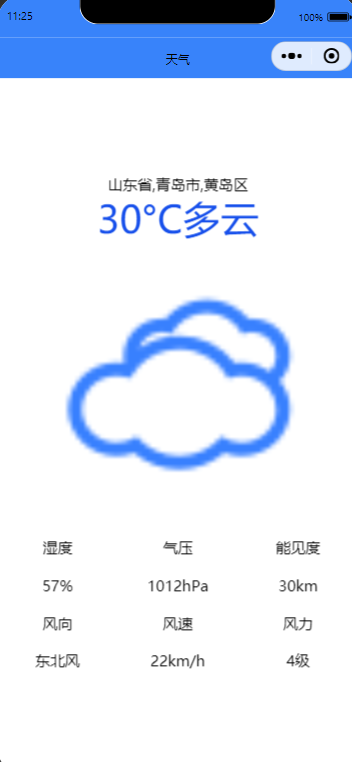 11:25 100%
天气
山东省,青岛市,黄岛区
30°C多云
湿度 气压 能见度
57% 1012hPa 30km
风向 风速 风力
东北风 22km/h 4级